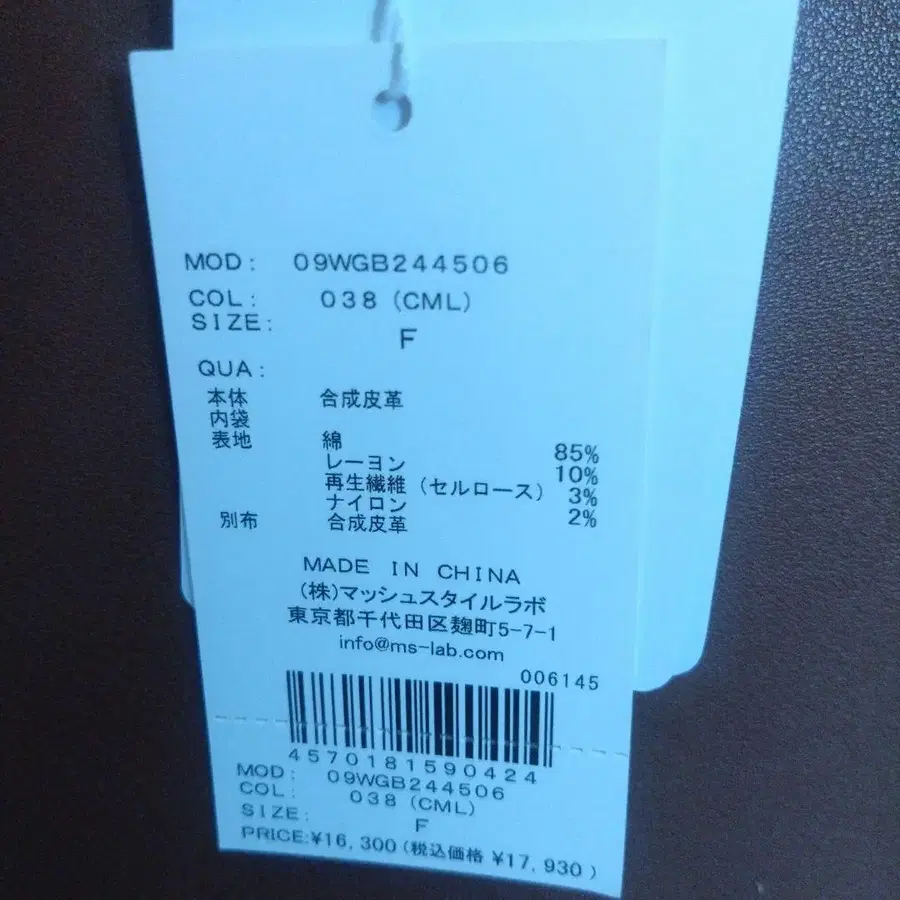 MOD: 09WGB244506
COL: 038 (CML)
SIZE: F
QUA:
本体 合成皮革
内袋
表地 綿 85%
レーヨン 10%
再生繊維 (セルロース) 3%
ナイロン 2%
別布 合成皮革
MADE IN CHINA
(株)マッシュスタイルラボ
東京都千代田区麹町5-7-1
info@ms-lab.com
006145
4570181590424
MOD: 09WGB244506
COL: 038 (CML)
SIZE: F
PRICE:¥16,300(税込価格 ¥17,930)